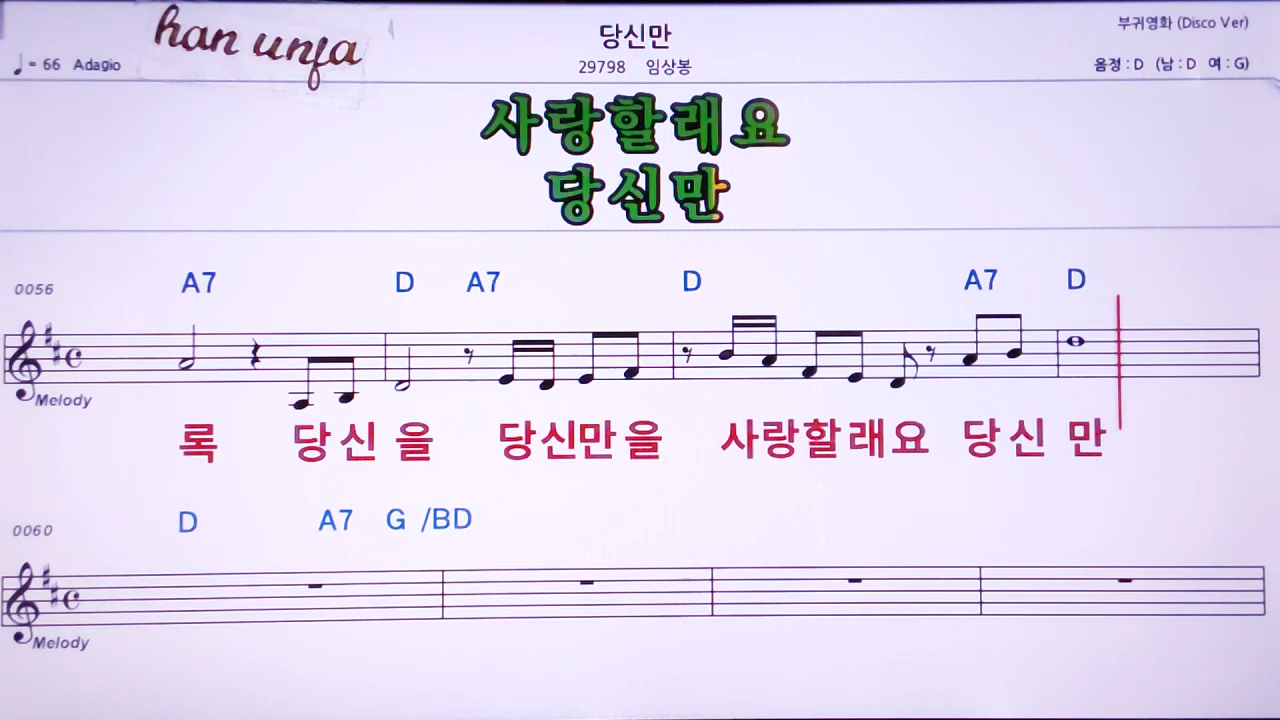 han unfa
당신만
부귀영화 (Disco Ver)
♩= 66 Adagio
29798 임상봉
음정 : D (남 : D 여 : G)
사랑할래요
당신만
0056 A7 D A7 D A7 D
Melody
록 당신 을 당신만 을 사랑할래요 당신 만
0060 D A7 G /BD
Melody